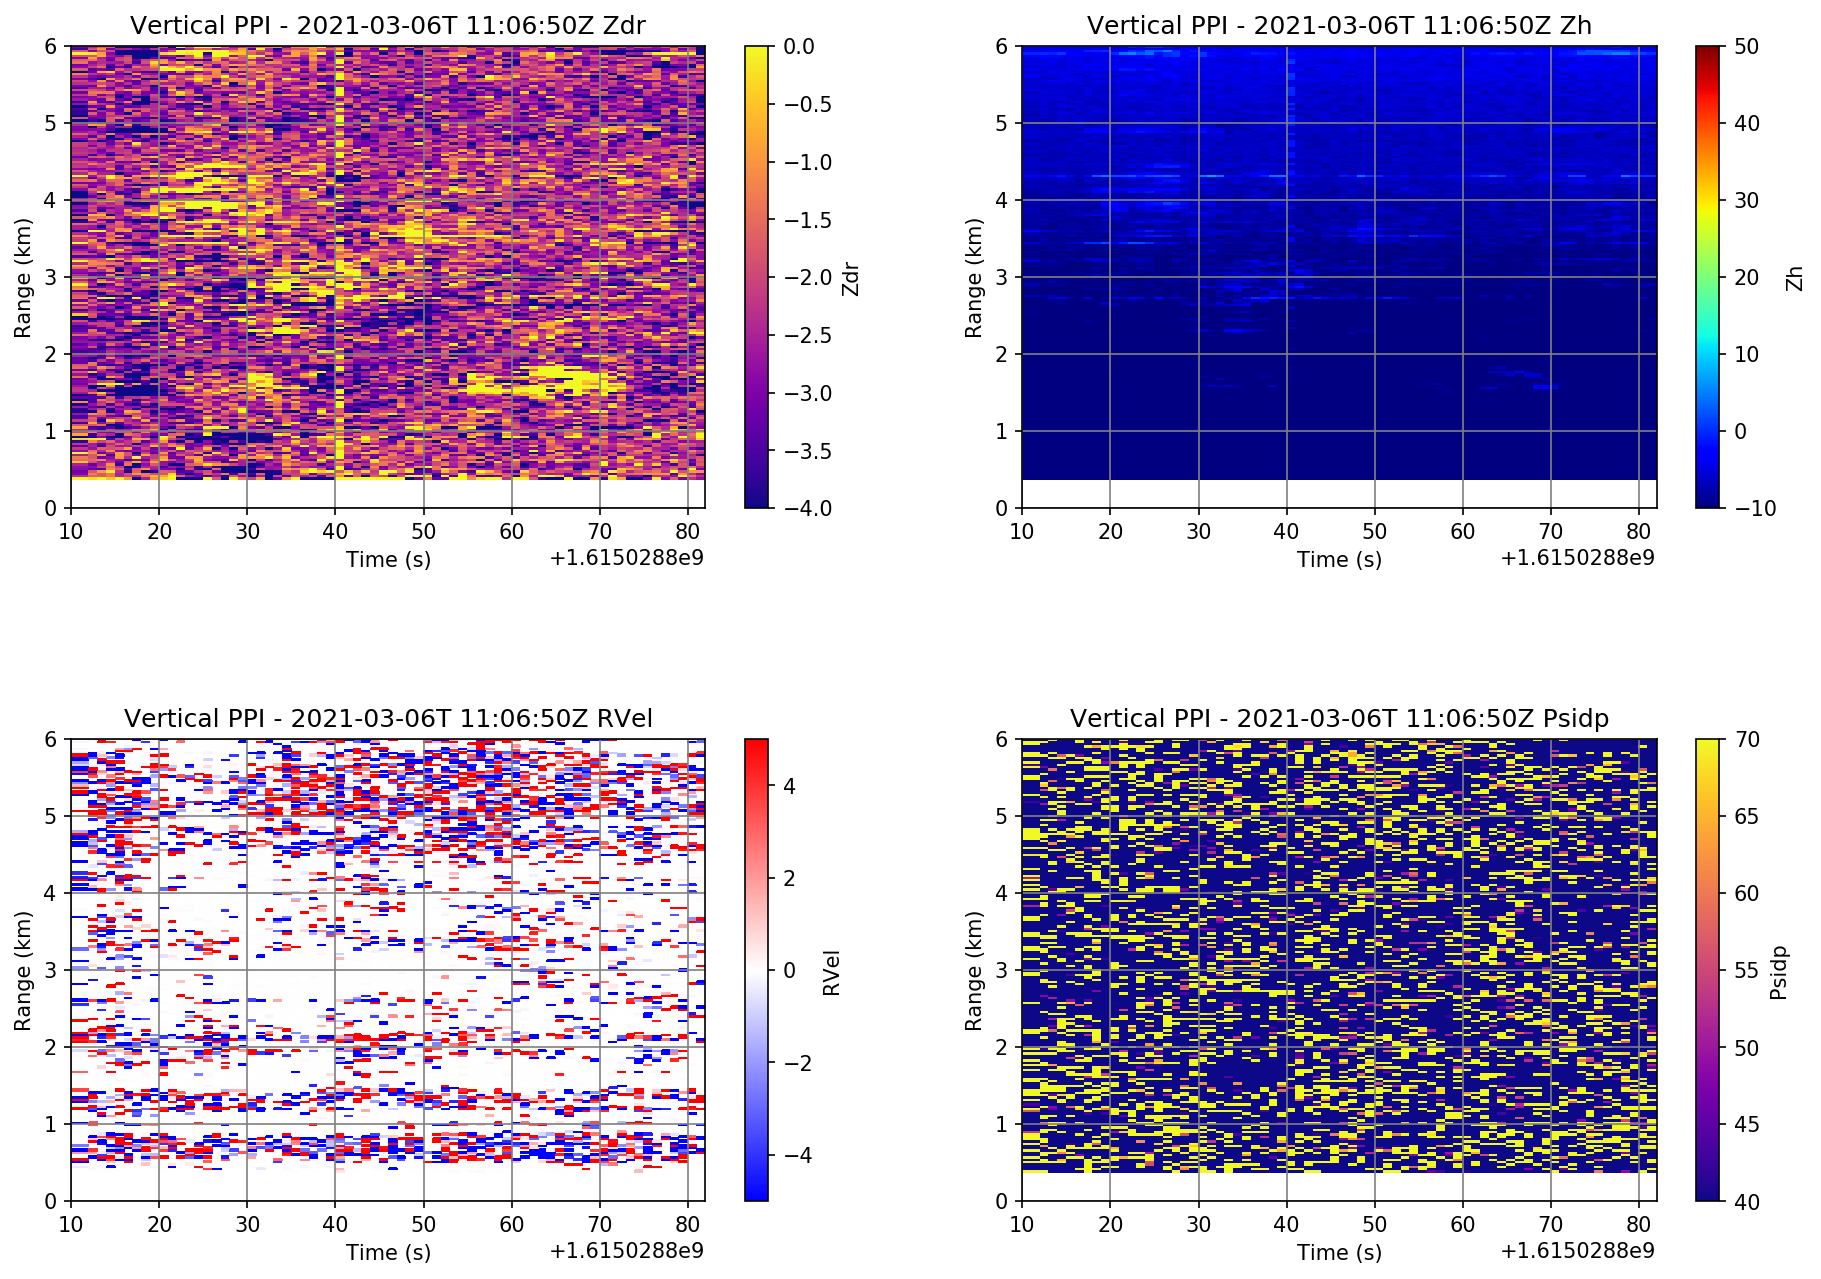 Vertical PPI - 2021-03-06T 11:06:50Z Zdr
6
5
4
3
2
1
0
Range (km)
10 20 30 40 50 60 70 80
Time (s)
+1.6150288e9
0.0
−0.5
−1.0
−1.5
−2.0
−2.5
−3.0
−3.5
−4.0
Zdr
Vertical PPI - 2021-03-06T 11:06:50Z Zh
6
5
4
3
2
1
0
Range (km)
10 20 30 40 50 60 70 80
Time (s)
+1.6150288e9
50
40
30
20
10
0
−10
Zh
Vertical PPI - 2021-03-06T 11:06:50Z RVel
6
5
4
3
2
1
0
Range (km)
10 20 30 40 50 60 70 80
Time (s)
+1.6150288e9
4
2
0
−2
−4
RVel
Vertical PPI - 2021-03-06T 11:06:50Z Psidp
6
5
4
3
2
1
0
Range (km)
10 20 30 40 50 60 70 80
Time (s)
+1.6150288e9
70
65
60
55
50
45
40
Psidp